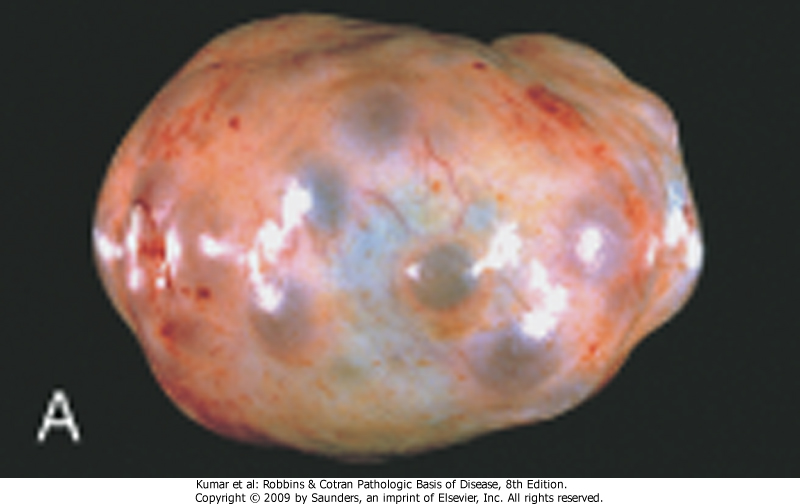 A
Kumar et al: Robbins & Cotran Pathologic Basis of Disease, 8th Edition.
Copyright © 2009 by Saunders, an imprint of Elsevier, Inc. All rights reserved.